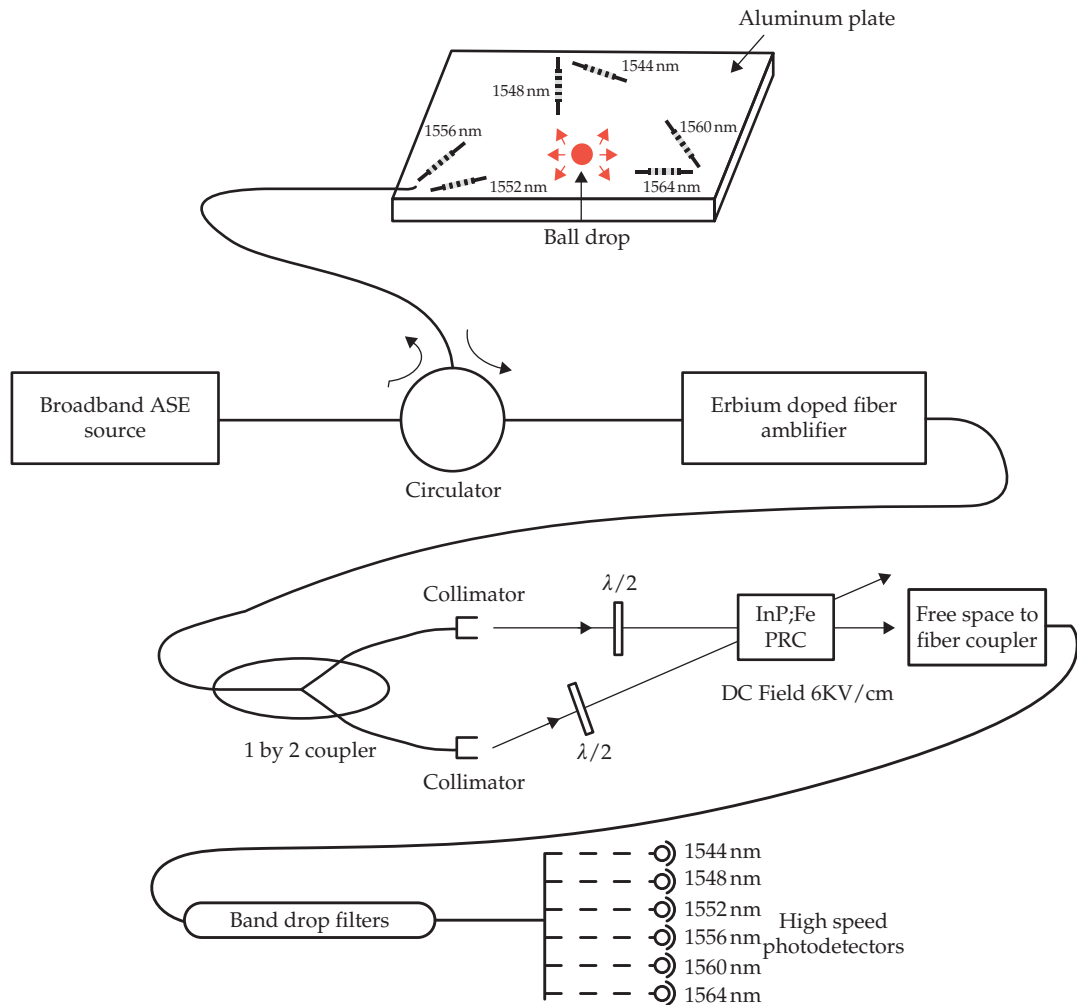 Aluminum plate
1544 nm
1548 nm
1556 nm
1560 nm
1552 nm
1564 nm
Ball drop
Broadband ASE
source
Erbium doped fiber
amblifier
Circulator
Collimator
λ/2
InP;Fe
PRC
Free space to
fiber coupler
DC Field 6KV/cm
1 by 2 coupler
λ/2
Collimator
Band drop filters
1544 nm
1548 nm
1552 nm
1556 nm
1560 nm
1564 nm
High speed
photodetectors